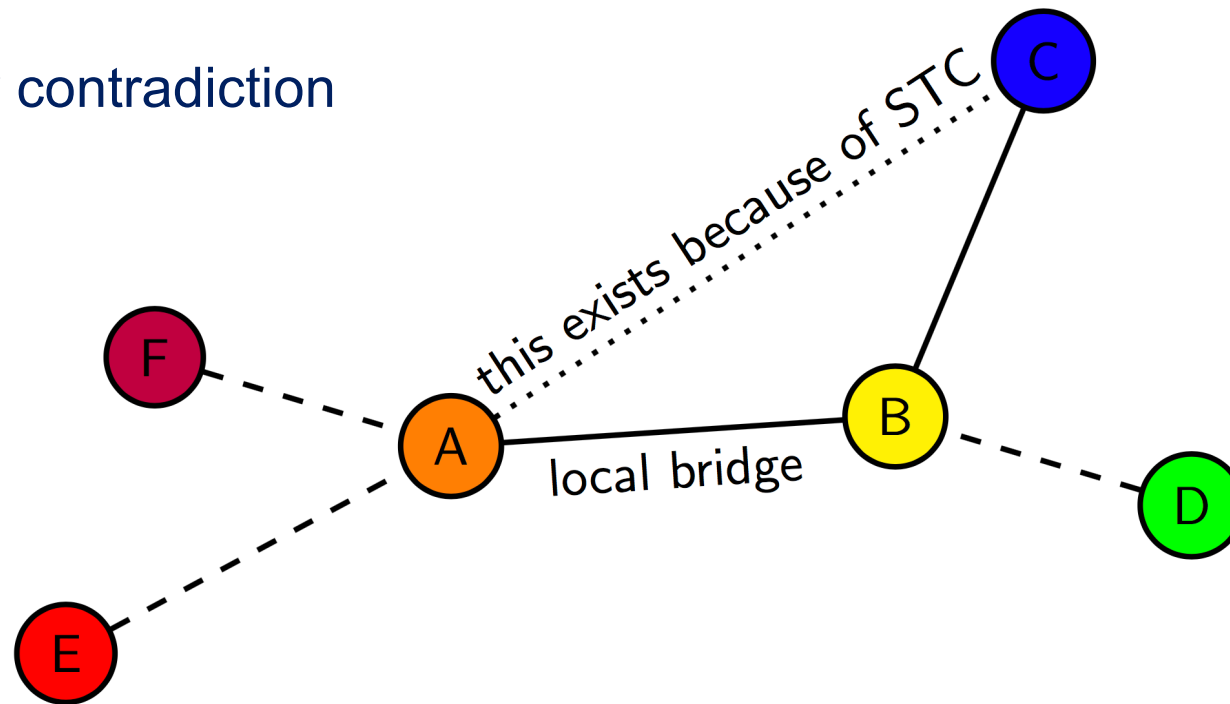 contradiction
C
this exists because of STC
F
A
B
local bridge
D
E